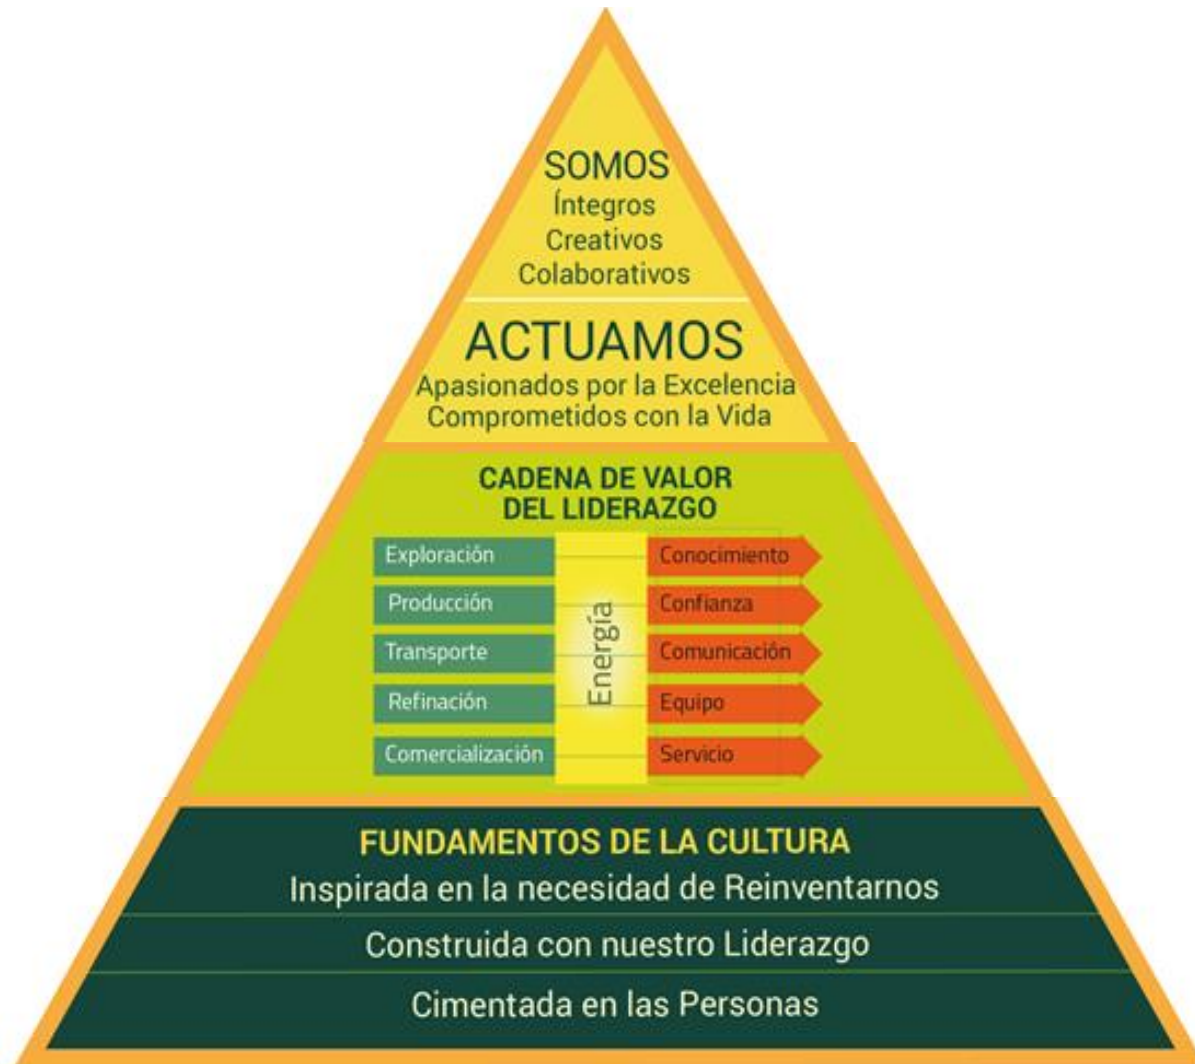 SOMOS
Íntegros
Creativos
Colaborativos
ACTUAMOS
Apasionados por la Excelencia
Comprometidos con la Vida
CADENA DE VALOR
DEL LIDERAZGO
Exploración
Conocimiento
Producción
Confianza
Transporte
Comunicación
Refinación
Equipo
Comercialización
Servicio
Energía
FUNDAMENTOS DE LA CULTURA
Inspirada en la necesidad de Reinventarnos
Construida con nuestro Liderazgo
Cimentada en las Personas